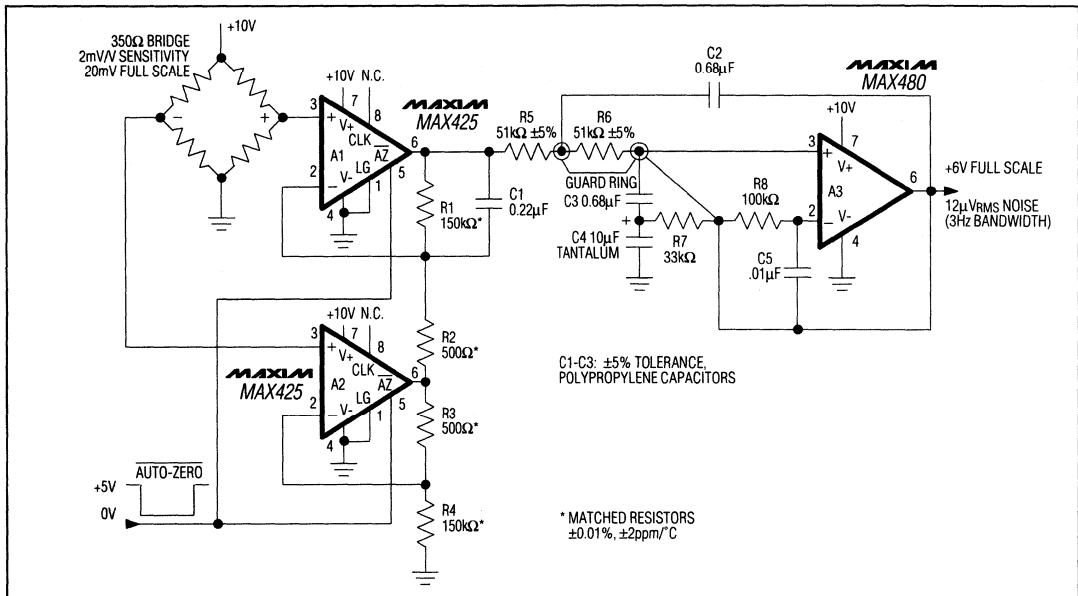 +10V
350Ω BRIDGE
2mV/V SENSITIVITY
20mV FULL SCALE
−
+
+10V N.C.
7
8
3
+
V+
CLK
A1
AZ
6
2
−
V-
LG
5
4
1
MAXIM
MAX425
R1
150kΩ*
C1
0.22μF
R5
51kΩ ±5%
R6
51kΩ ±5%
GUARD RING
C2
0.68μF
C3 0.68μF
+
C4 10μF
TANTALUM
R7
33kΩ
R8
100kΩ
C5
.01μF
MAXIM
MAX480
+10V
7
3
+
V+
A3
6
2
−
V-
4
+6V FULL SCALE
12μVRMS NOISE
(3Hz BANDWIDTH)
+10V N.C.
7
8
3
+
V+
CLK
A2
AZ
6
2
−
V-
LG
5
4
1
MAXIM
MAX425
R2
500Ω*
R3
500Ω*
R4
150kΩ*
AUTO-ZERO
+5V
0V
C1-C3: ±5% TOLERANCE,
POLYPROPYLENE CAPACITORS
* MATCHED RESISTORS
±0.01%, ±2ppm/°C